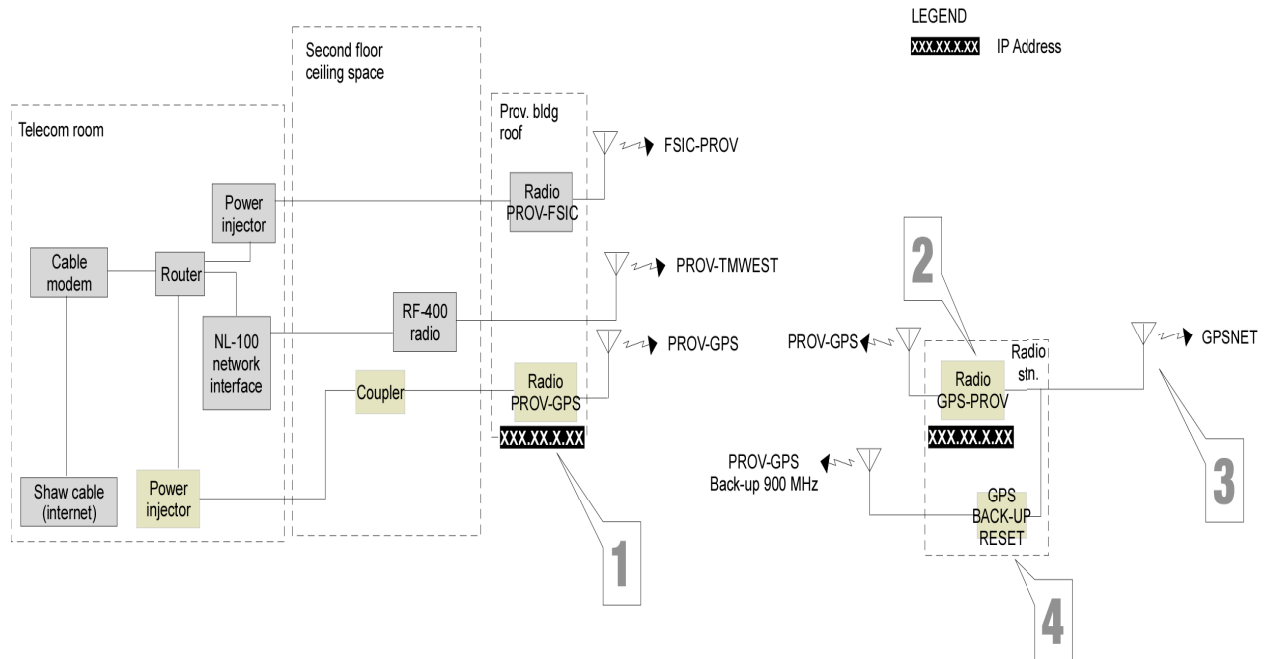 LEGEND
XXX.XX.X.XX IP Address
Second floor
ceiling space
Telecom room
Prov. bldg
roof
FSIC-PROV
Radio
PROV-FSIC
Power
injector
Cable
modem
Router
PROV-TMWEST
RF-400
radio
NL-100
network
interface
PROV-GPS
Coupler
Radio
PROV-GPS
XXX.XX.X.XX
Shaw cable
(internet)
Power
injector
1
2
PROV-GPS
Radio
stn.
Radio
GPS-PROV
XXX.XX.X.XX
GPSNET
3
PROV-GPS
Back-up 900 MHz
GPS
BACK-UP
RESET
4